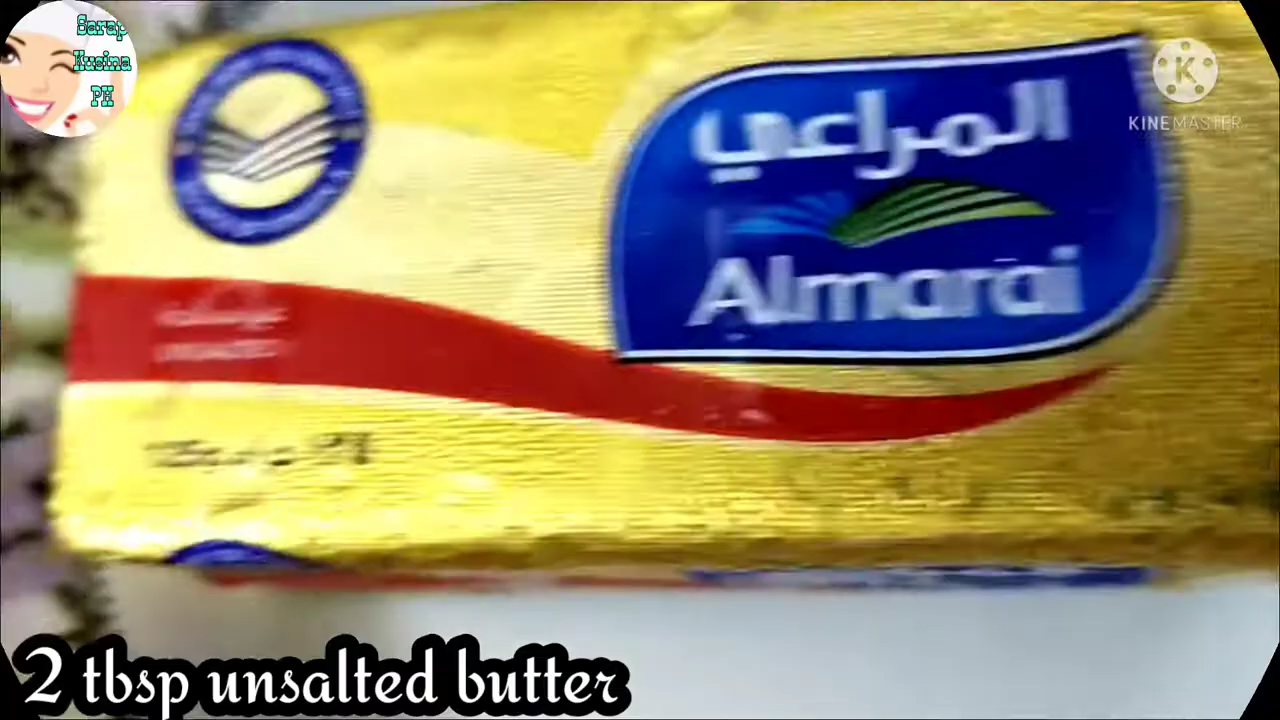 Sarap
Kusina
PH
المراعي
Almarai
KINEMASTER
2 tbsp unsalted butter